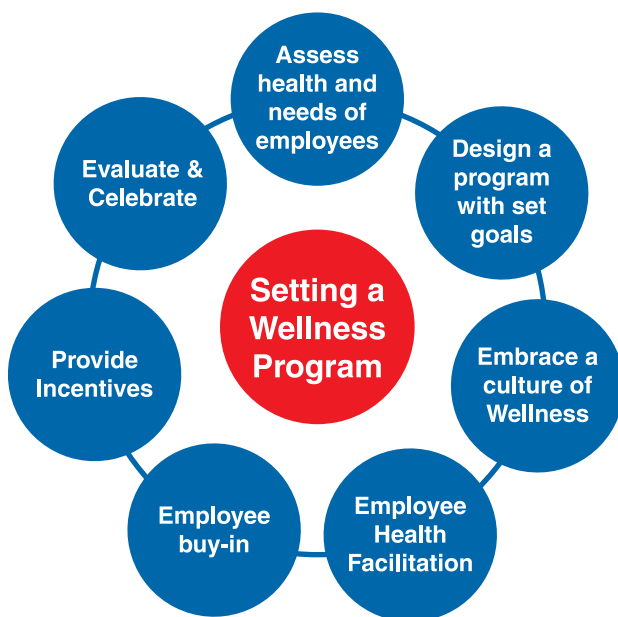 Assess
health and
needs of
employees
Design a
program
with set
goals
Embrace a
culture of
Wellness
Employee
Health
Facilitation
Employee
buy-in
Provide
Incentives
Evaluate &
Celebrate
Setting a
Wellness
Program